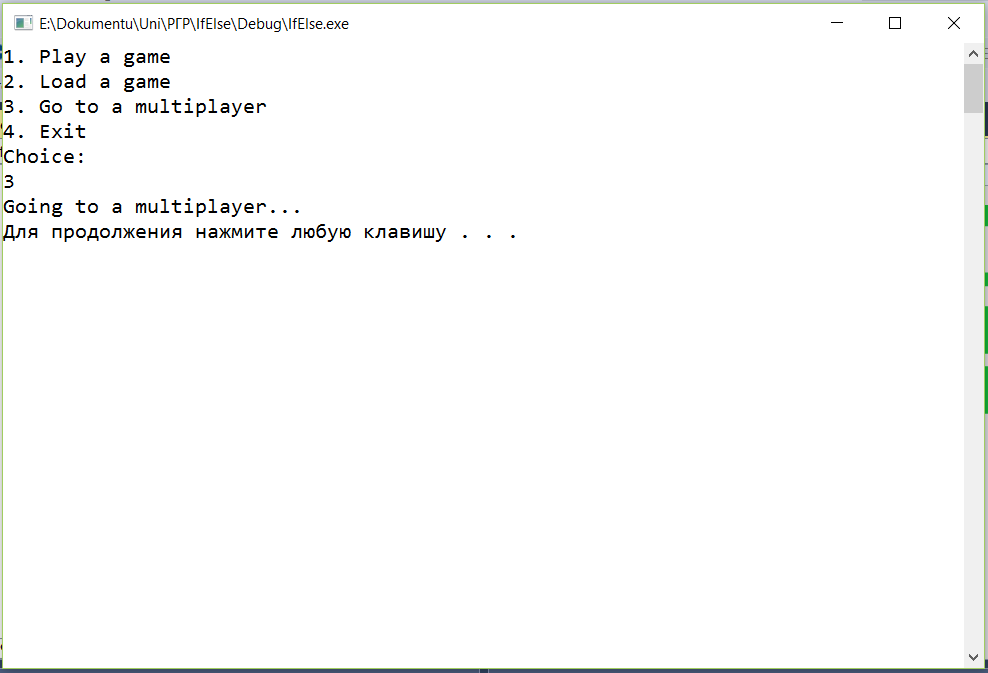 E:\Dokumentu\Uni\РГР\IfElse\Debug\IfElse.exe
1. Play a game
2. Load a game
3. Go to a multiplayer
4. Exit
Choice:
3
Going to a multiplayer...
Для продолжения нажмите любую клавишу . . .